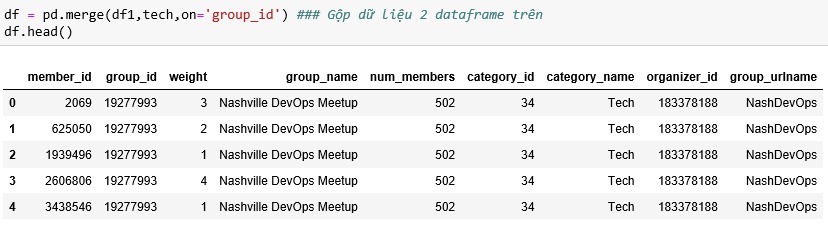 df = pd.merge(df1,tech,on='group_id') ### Gộp dữ liệu 2 dataframe trên
df.head()
member_id group_id weight group_name num_members category_id category_name organizer_id group_urlname
0 2069 19277993 3 Nashville DevOps Meetup 502 34 Tech 183378188 NashDevOps
1 625050 19277993 2 Nashville DevOps Meetup 502 34 Tech 183378188 NashDevOps
2 1939496 19277993 1 Nashville DevOps Meetup 502 34 Tech 183378188 NashDevOps
3 2606806 19277993 4 Nashville DevOps Meetup 502 34 Tech 183378188 NashDevOps
4 3438546 19277993 1 Nashville DevOps Meetup 502 34 Tech 183378188 NashDevOps